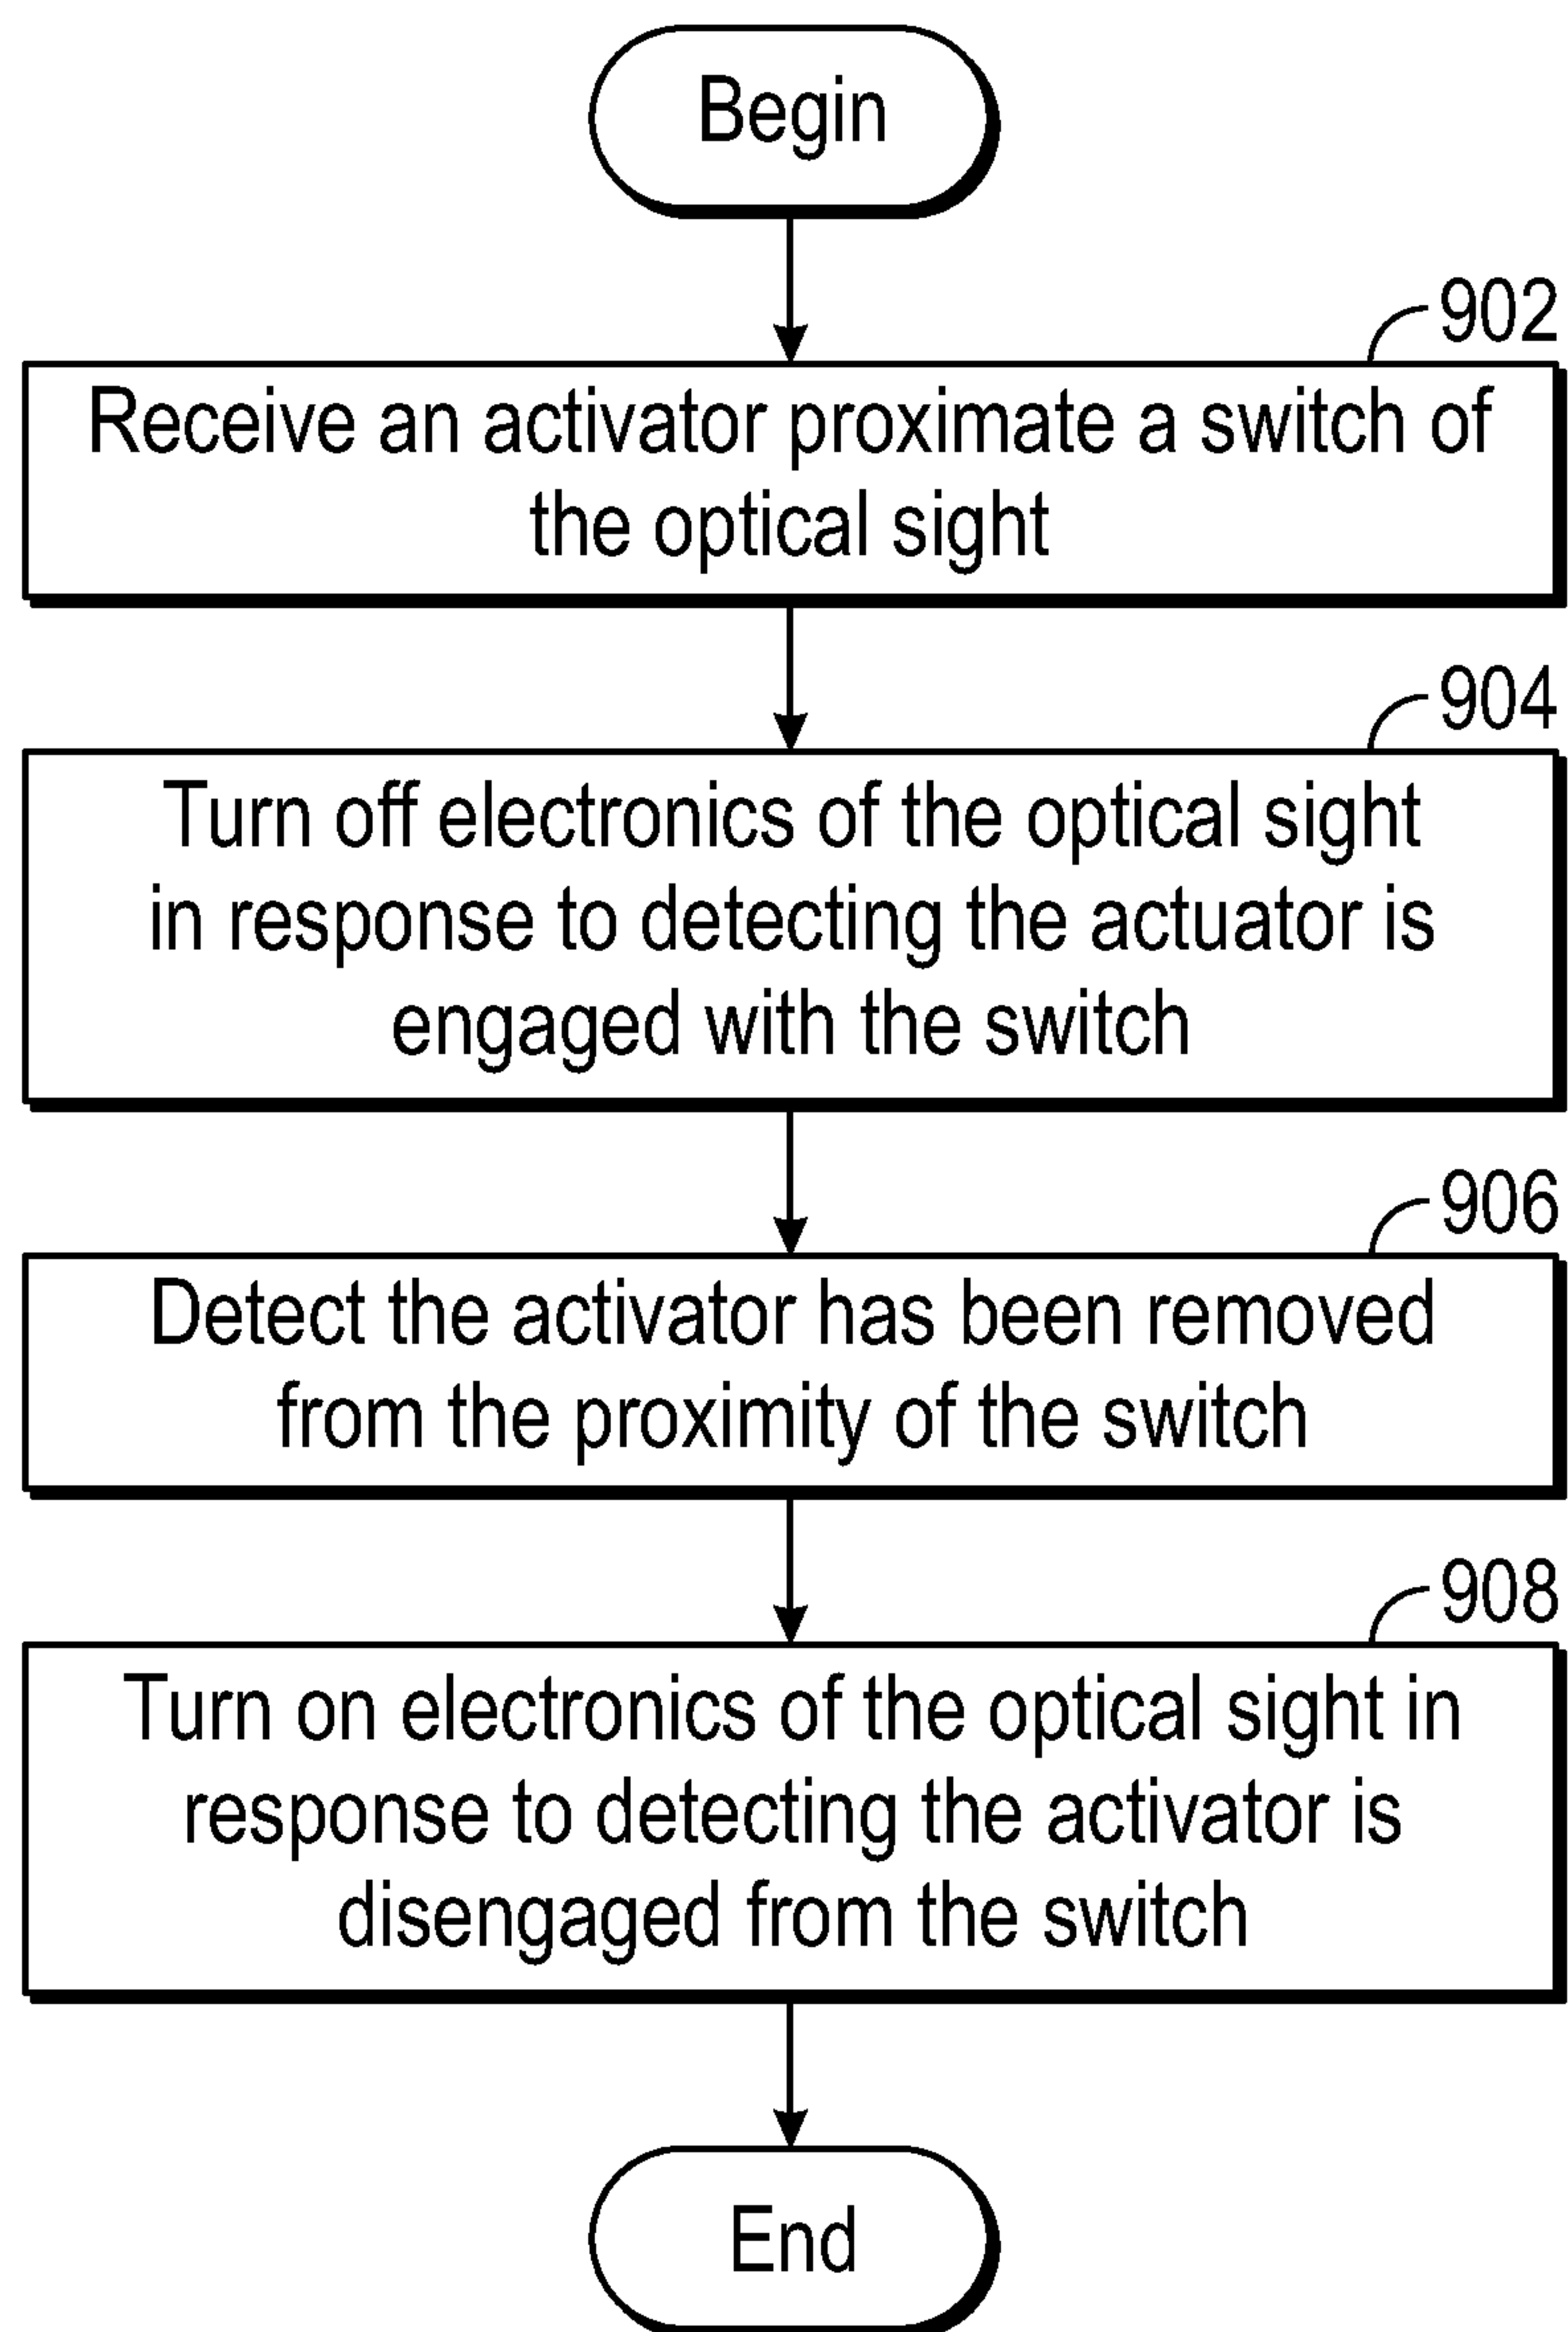 Begin
902
Receive an activator proximate a switch of
the optical sight
904
Turn off electronics of the optical sight
in response to detecting the actuator is
engaged with the switch
906
Detect the activator has been removed
from the proximity of the switch
908
Turn on electronics of the optical sight in
response to detecting the activator is
disengaged from the switch
End